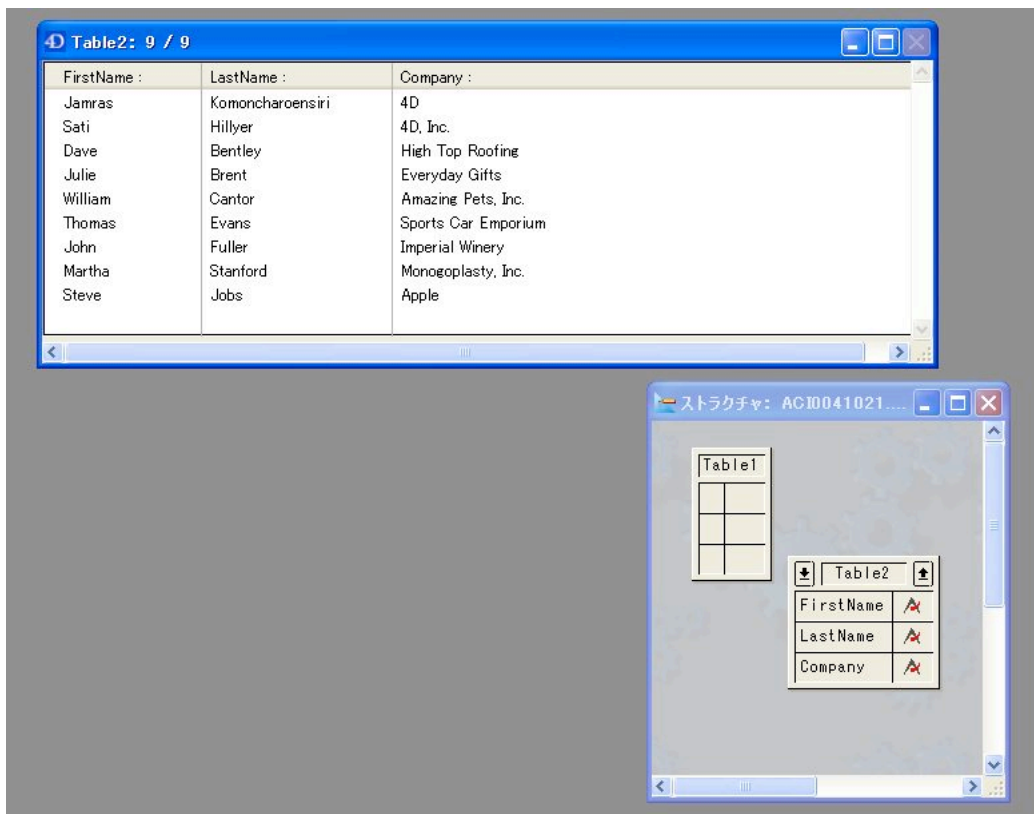 4D Table2: 9 / 9
FirstName : LastName : Company :
Jamras Komoncharoensiri 4D
Sati Hillyer 4D, Inc.
Dave Bentley High Top Roofing
Julie Brent Everyday Gifts
William Cantor Amazing Pets, Inc.
Thomas Evans Sports Car Emporium
John Fuller Imperial Winery
Martha Stanford Monogoplasty, Inc.
Steve Jobs Apple
ストラクチャ: ACI0041021....
Table1
Table2
FirstName A
LastName A
Company A